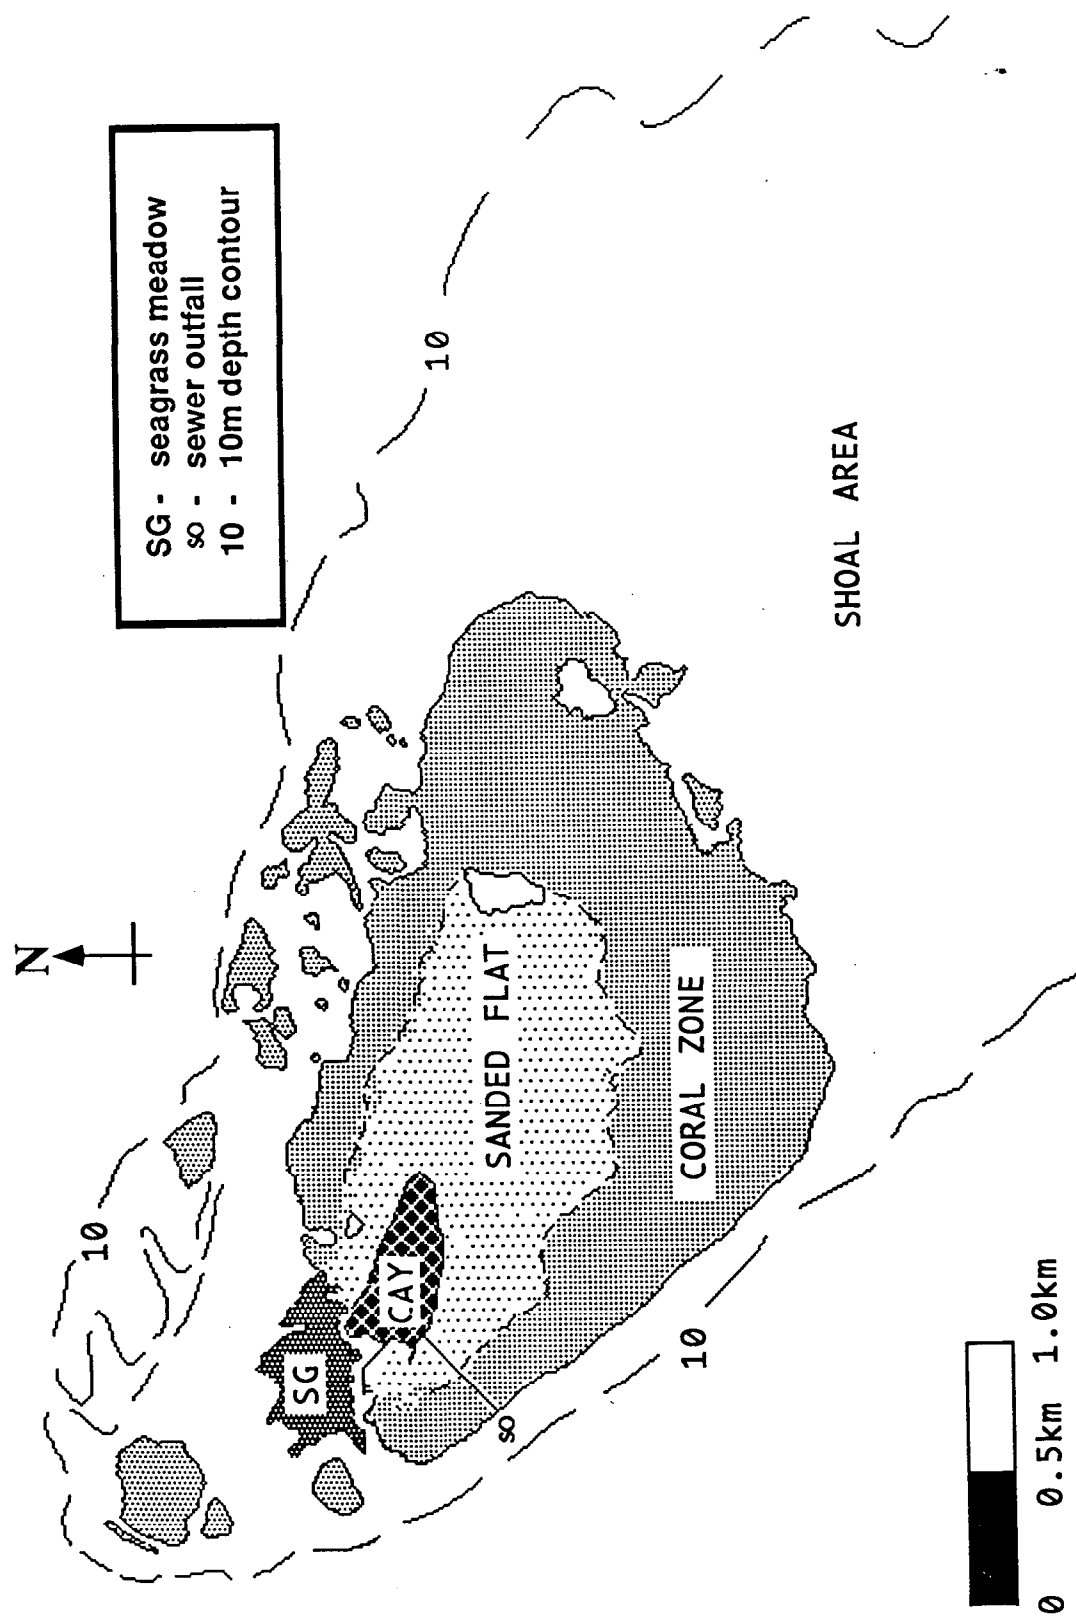 N
SG - seagrass meadow
so - sewer outfall
10 - 10m depth contour
10
10
SG
CAY
SANDED FLAT
so
CORAL ZONE
10
SHOAL AREA
0 0.5km 1.0km